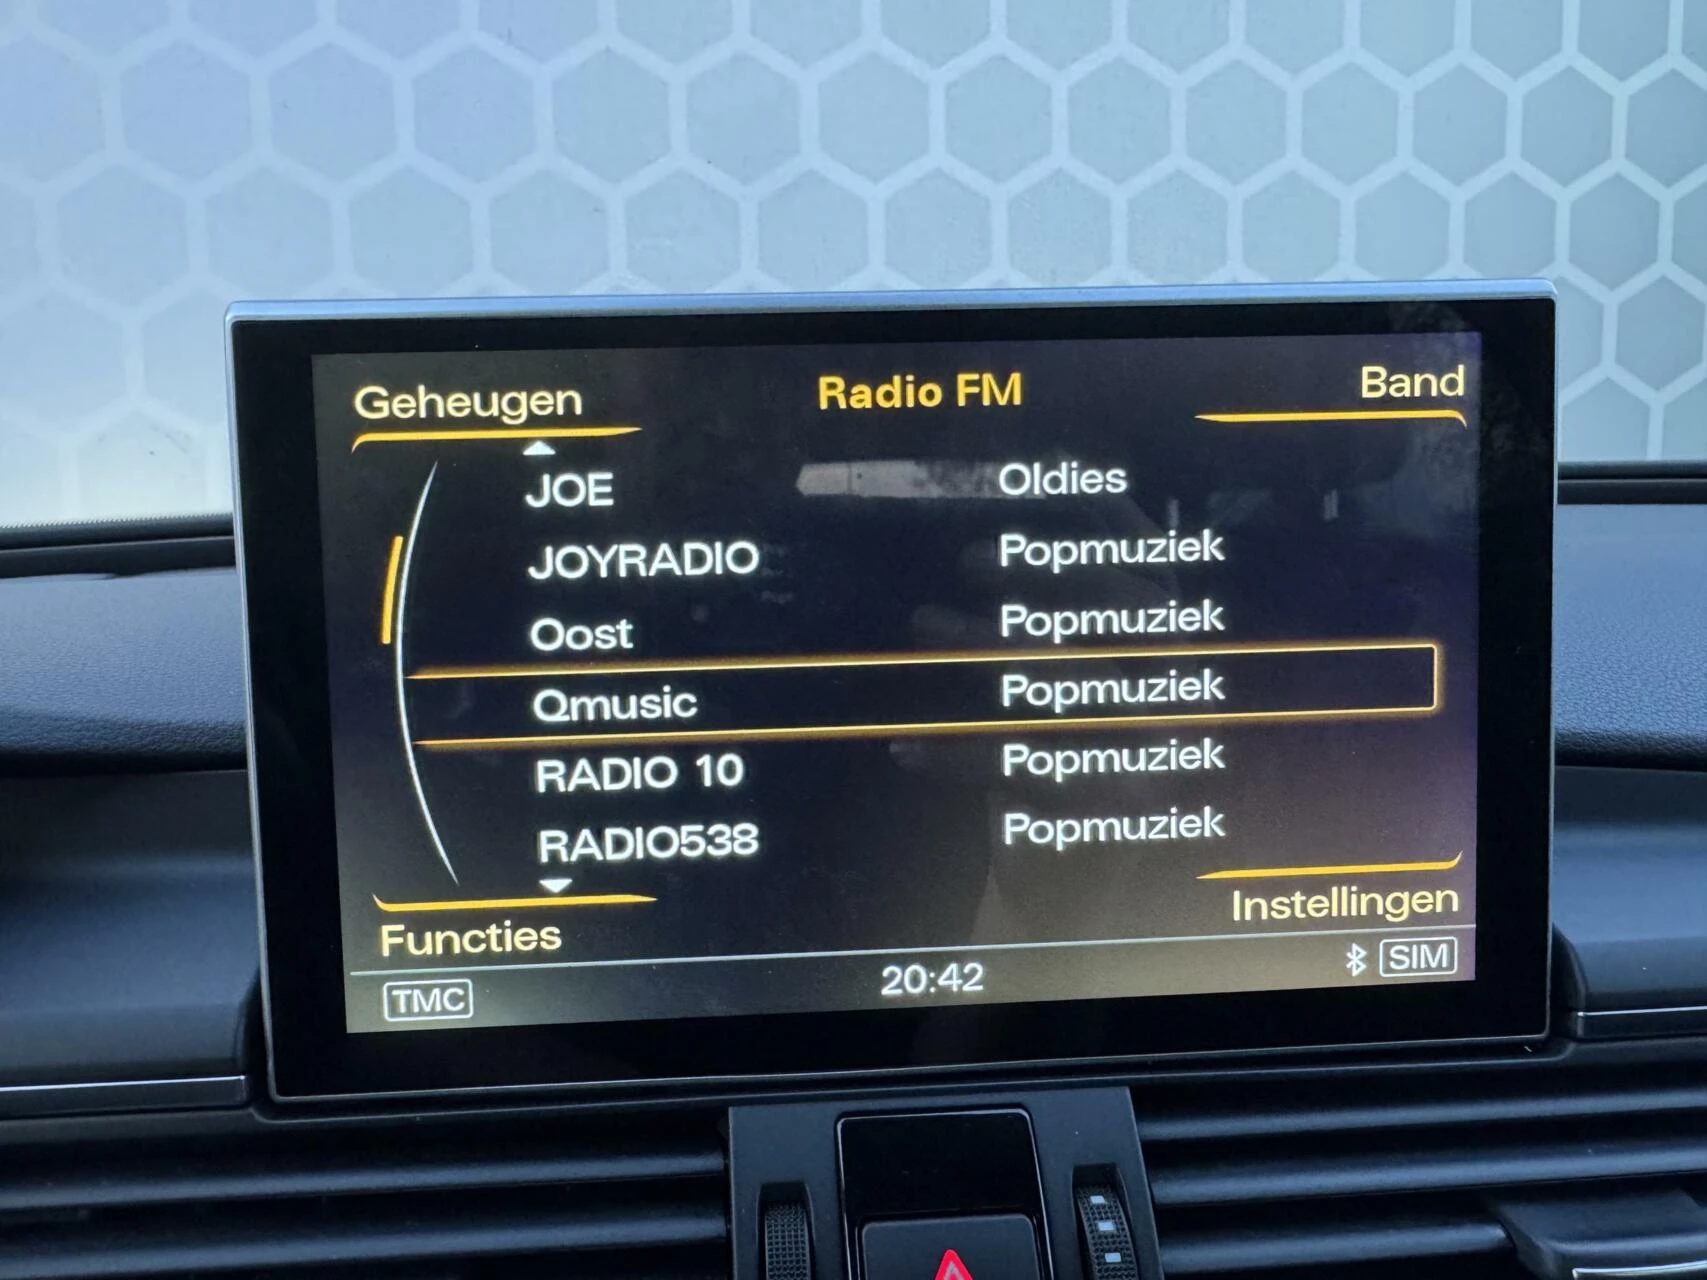 Geheugen Radio FM Band
JOE Oldies
JOYRADIO Popmuziek
Oost Popmuziek
Qmusic Popmuziek
RADIO 10 Popmuziek
RADIO538 Popmuziek
Functies Instellingen
TMC 20:42 SIM